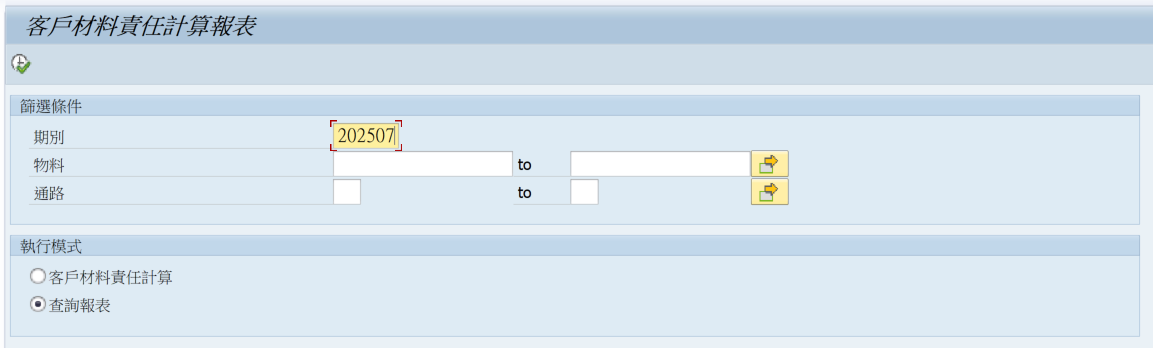 客戶材料責任計算報表
篩選條件
期別 202507
物料 to
通路 to
執行模式
客戶材料責任計算
查詢報表